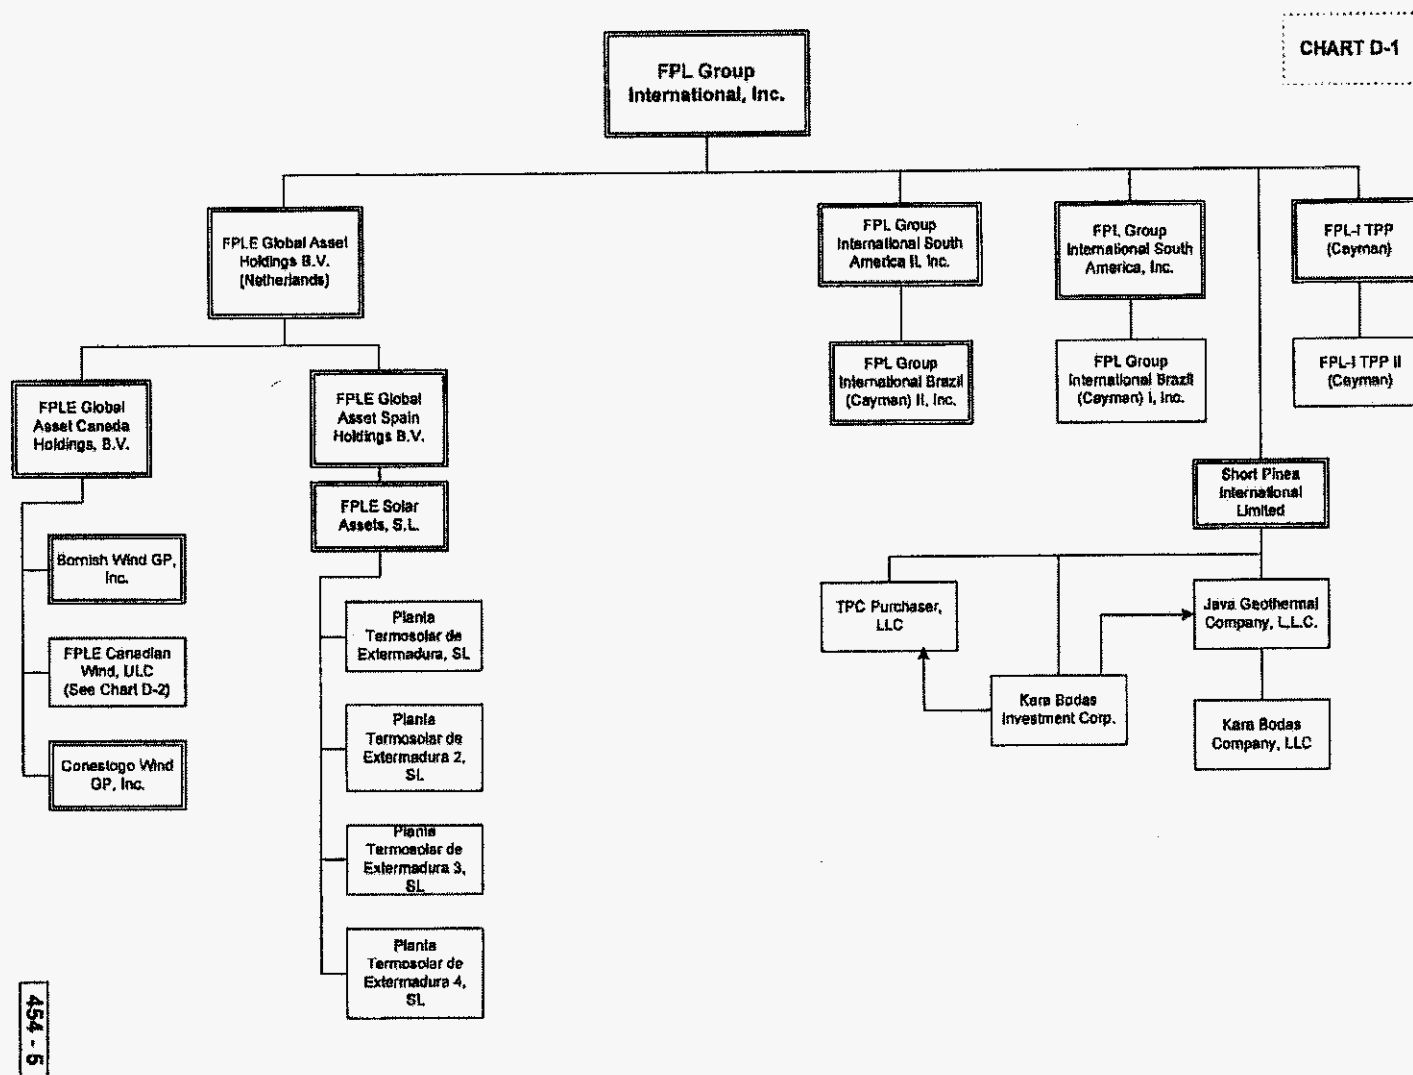 CHART D-1
FPL Group
International, Inc.
FPLE Global Asset
Holdings B.V.
(Netherlands)
FPL Group
International South
America II, Inc.
FPL Group
International South
America, Inc.
FPL-I TPP
(Cayman)
FPL Group
International Brazil
(Cayman) II, Inc.
FPL Group
International Brazil
(Cayman) I, Inc.
FPL-I TPP II
(Cayman)
FPLE Global
Asset Canada
Holdings, B.V.
FPLE Global
Asset Spain
Holdings B.V.
FPLE Solar
Assets, S.L.
Short Pines
International
Limited
Bornish Wind GP,
Inc.
FPLE Canadian
Wind, ULC
(See Chart D-2)
Conestogo Wind
GP, Inc.
Planta
Termosolar de
Extermadura, SL
Planta
Termosolar de
Extermadura 2,
SL
Planta
Termosolar de
Extermadura 3,
SL
Planta
Termosolar de
Extermadura 4,
SL
TPC Purchaser,
LLC
Java Geothermal
Company, L.L.C.
Kara Bodas
Investment Corp.
Kara Bodas
Company, LLC
454 - 5